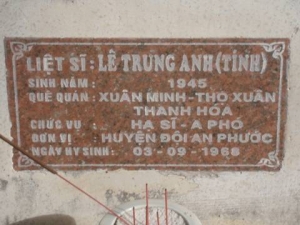 LIỆT SĨ: LÊ TRUNG ANH (TÍNH)
SINH NĂM : 1945
QUÊ QUÁN: XUÂN MINH-THỌ XUÂN
THANH HÓA
CHỨC VỤ : HẠ SĨ - A PHÓ
ĐƠN VỊ : HUYỆN ĐỘI AN PHƯỚC
NGÀY HY SINH: 03-09-1968